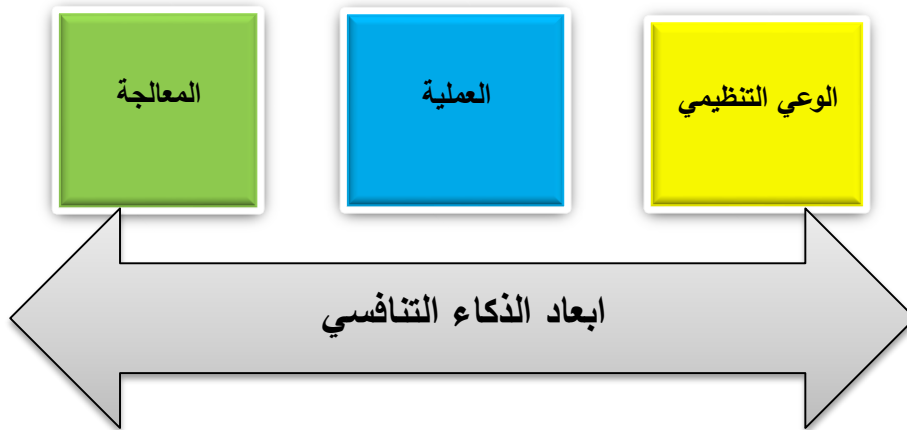 الوعي التنظيمي
العملية
المعالجة
ابعاد الذكاء التنافسي